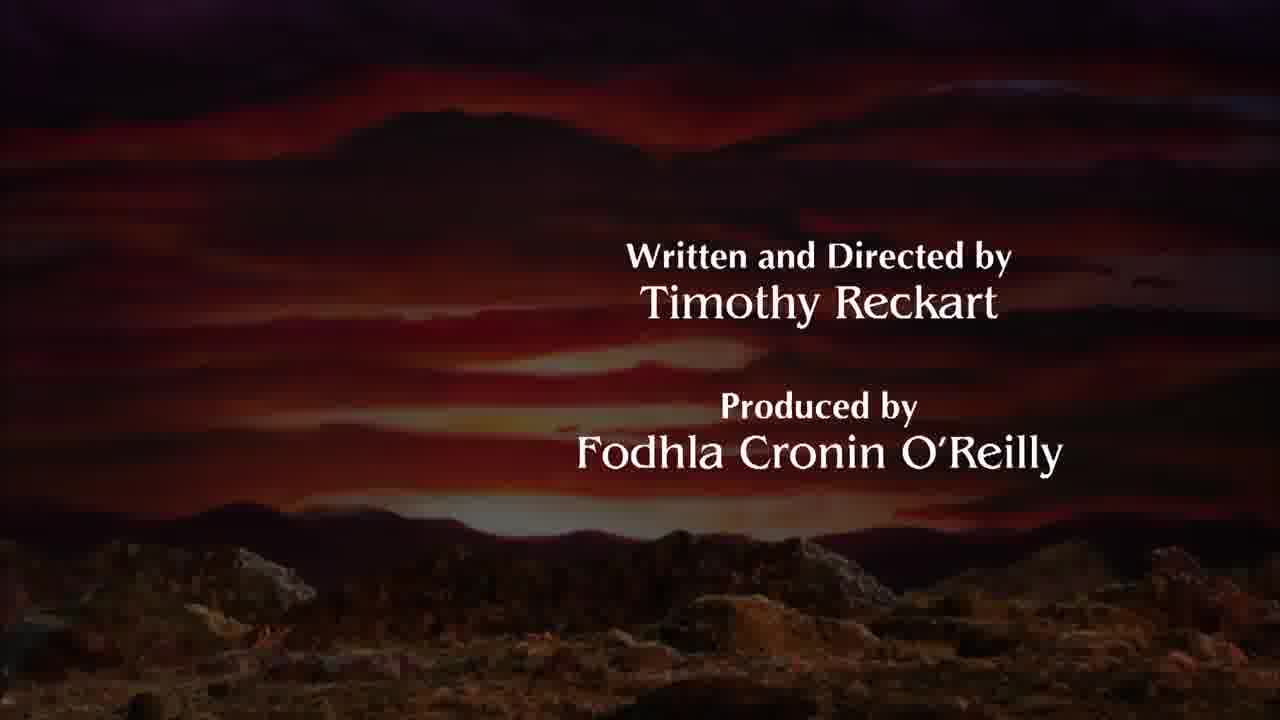 Written and Directed by
Timothy Reckart
Produced by
Fodhla Cronin O'Reilly